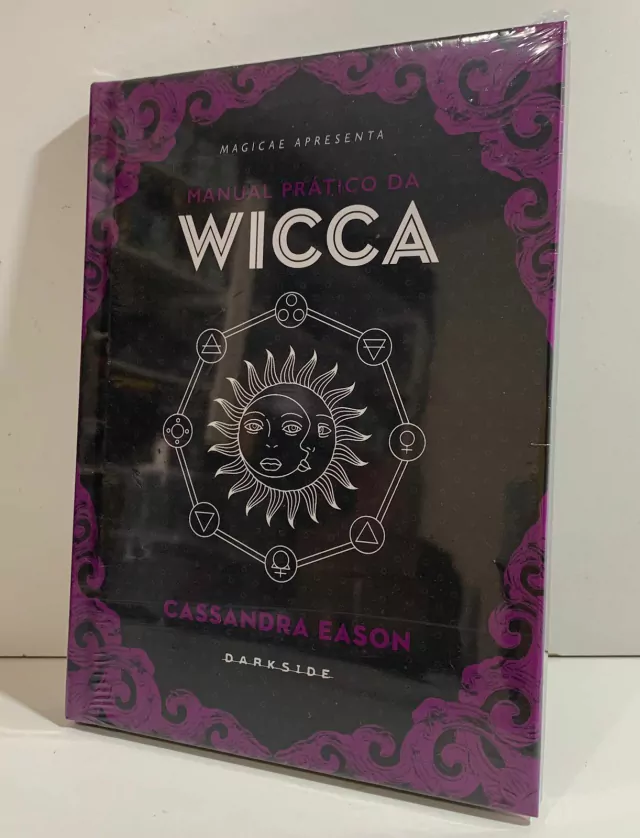 MAGICAE APRESENTA
MANUAL PRÁTICO DA
WICCA
CASSANDRA EASON
DARKSIDE